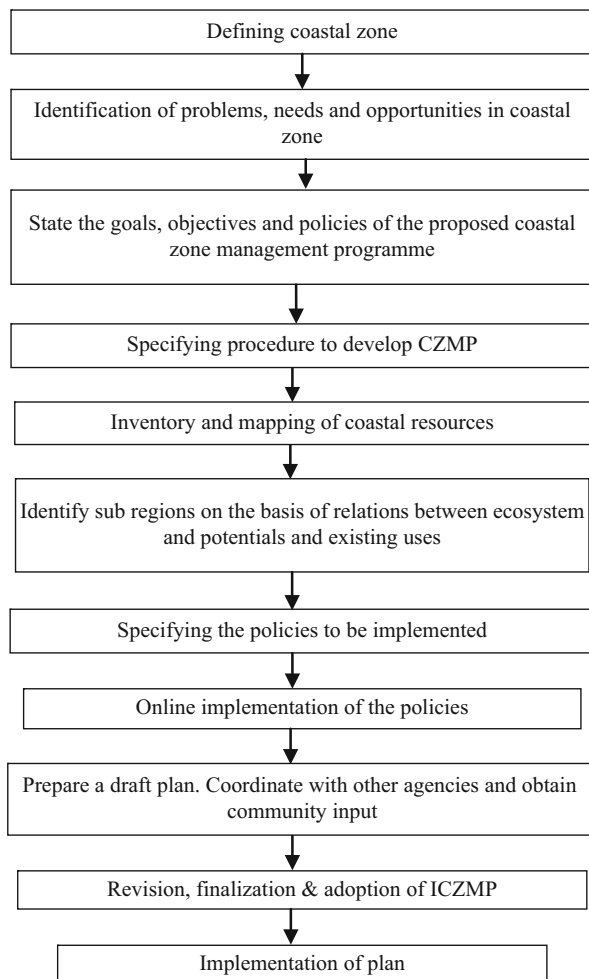 Defining coastal zone
Identification of problems, needs and opportunities in coastal
zone
State the goals, objectives and policies of the proposed coastal
zone management programme
Specifying procedure to develop CZMP
Inventory and mapping of coastal resources
Identify sub regions on the basis of relations between ecosystem
and potentials and existing uses
Specifying the policies to be implemented
Online implementation of the policies
Prepare a draft plan. Coordinate with other agencies and obtain
community input
Revision, finalization & adoption of ICZMP
Implementation of plan